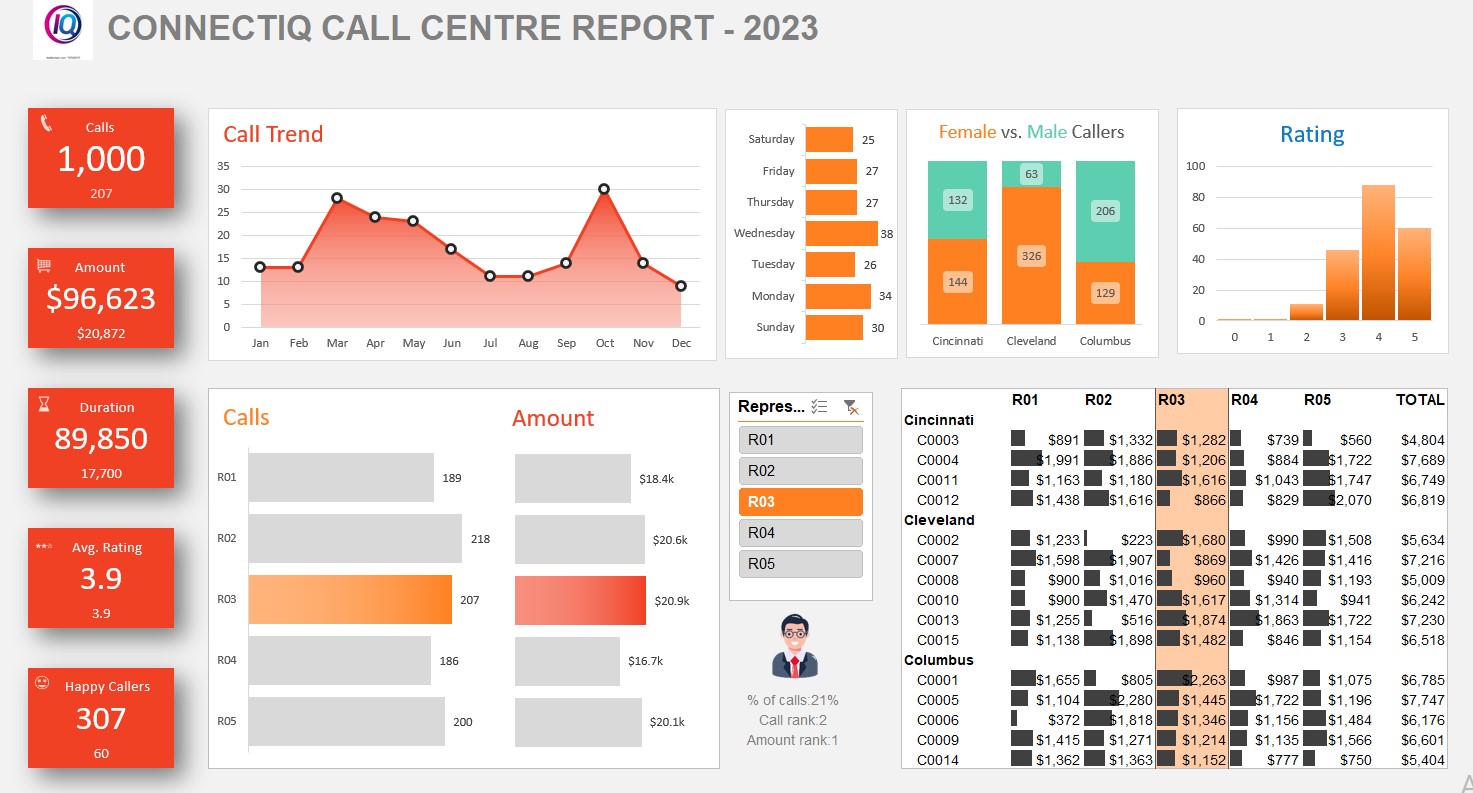 IQ
CONNECTIQ CALL CENTRE REPORT - 2023
Calls
1,000
207
Amount
$96,623
$20,872
Duration
89,850
17,700
Avg. Rating
3.9
3.9
Happy Callers
307
60
Call Trend
35
30
25
20
15
10
5
0
Jan Feb Mar Apr May Jun Jul Aug Sep Oct Nov Dec
Saturday 25
Friday 27
Thursday 27
Wednesday 38
Tuesday 26
Monday 34
Sunday 30
Female vs. Male Callers
132 63 206
144 326 129
Cincinnati Cleveland Columbus
Rating
100
80
60
40
20
0
0 1 2 3 4 5
Calls Amount
R01 189 $18.4k
R02 218 $20.6k
R03 207 $20.9k
R04 186 $16.7k
R05 200 $20.1k
Repres...
R01
R02
R03
R04
R05
% of calls:21%
Call rank:2
Amount rank:1
R01 R02 R03 R04 R05 TOTAL
Cincinnati
C0003 $891 $1,332 $1,282 $739 $560 $4,804
C0004 $1,991 $1,886 $1,206 $884 $1,722 $7,689
C0011 $1,163 $1,180 $1,616 $1,043 $1,747 $6,749
C0012 $1,438 $1,616 $866 $829 $2,070 $6,819
Cleveland
C0002 $1,233 $223 $1,680 $990 $1,508 $5,634
C0007 $1,598 $1,907 $869 $1,426 $1,416 $7,216
C0008 $900 $1,016 $960 $940 $1,193 $5,009
C0010 $900 $1,470 $1,617 $1,314 $941 $6,242
C0013 $1,255 $516 $1,874 $1,863 $1,722 $7,230
C0015 $1,138 $1,898 $1,482 $846 $1,154 $6,518
Columbus
C0001 $1,655 $805 $2,263 $987 $1,075 $6,785
C0005 $1,104 $2,280 $1,445 $1,722 $1,196 $7,747
C0006 $372 $1,818 $1,346 $1,156 $1,484 $6,176
C0009 $1,415 $1,271 $1,214 $1,135 $1,566 $6,601
C0014 $1,362 $1,363 $1,152 $777 $750 $5,404